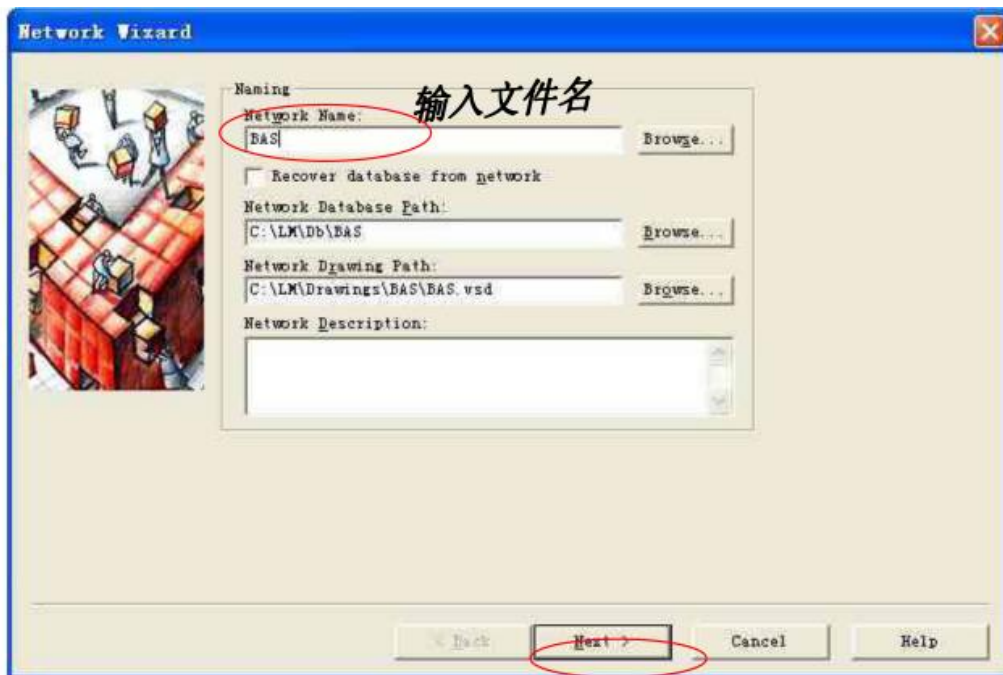 Network Wizard
Naming
输入文件名
Network Name:
BAS
Browse...
Recover database from network
Network Database Path:
C:\LM\Db\BAS
Browse...
Network Drawing Path:
C:\LM\Drawings\BAS\BAS.vsd
Browse...
Network Description:
< Back
Next >
Cancel
Help